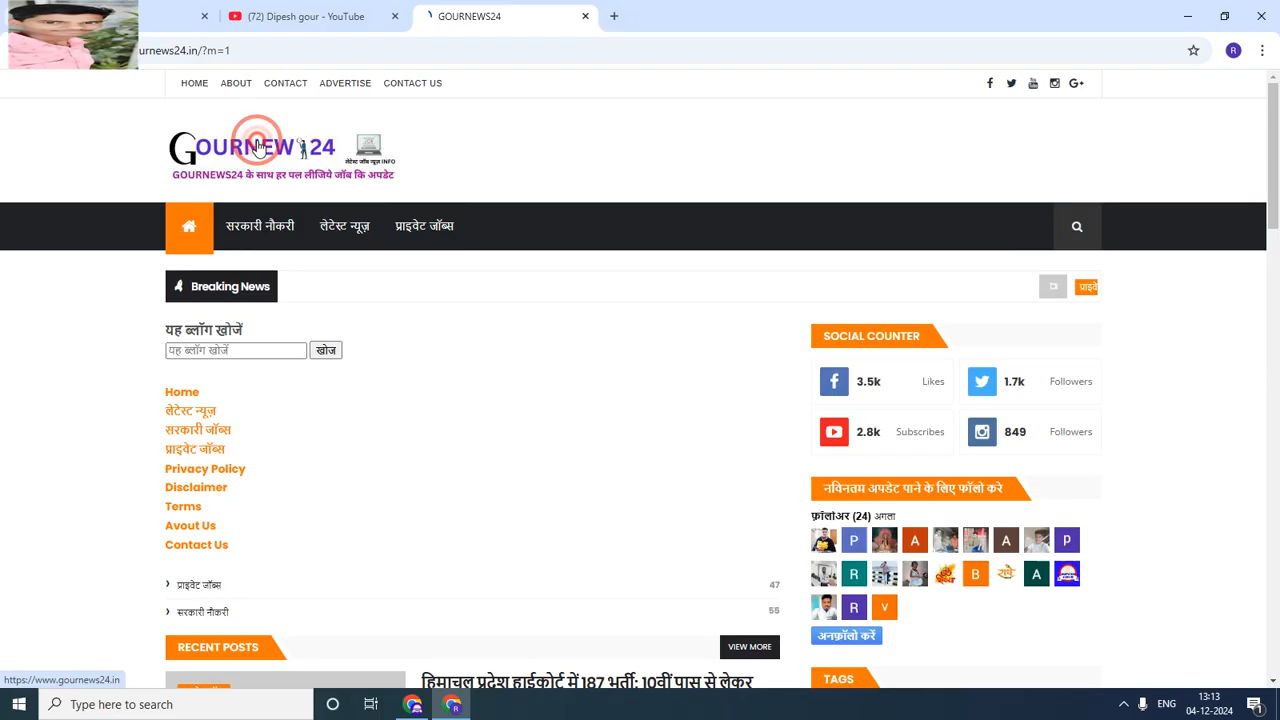 (72) Dipesh gour - YouTube
GOURNEWS24
urnews24.in/?m=1
R
HOME ABOUT CONTACT ADVERTISE CONTACT US
GOURNEW 24
लेटेस्ट जॉब न्यूज़ INFO
GOURNEWS24 के साथ हर पल लीजिये जॉब कि अपडेट
सरकारी नौकरी लेटेस्ट न्यूज़ प्राइवेट जॉब्स
Breaking News
प्राइवे
यह ब्लॉग खोजें
यह ब्लॉग खोजें खोज
Home
लेटेस्ट न्यूज़
सरकारी जॉब्स
प्राइवेट जॉब्स
Privacy Policy
Disclaimer
Terms
Avout Us
Contact Us
प्राइवेट जॉब्स 47
सरकारी नौकरी 55
RECENT POSTS VIEW MORE
हिमाचल प्रदेश हाईकोर्ट में 187 भर्ती: 10वीं पास से लेकर
SOCIAL COUNTER
3.5k Likes 1.7k Followers
2.8k Subscribes 849 Followers
नविनतम अपडेट पाने के लिए फॉलो करे
फ़ॉलोअर (24) अगला
P A A P
R B राधे A
R V
अनफ़ॉलो करें
TAGS
https://www.gournews24.in
Type here to search
ENG
13:13
04-12-2024